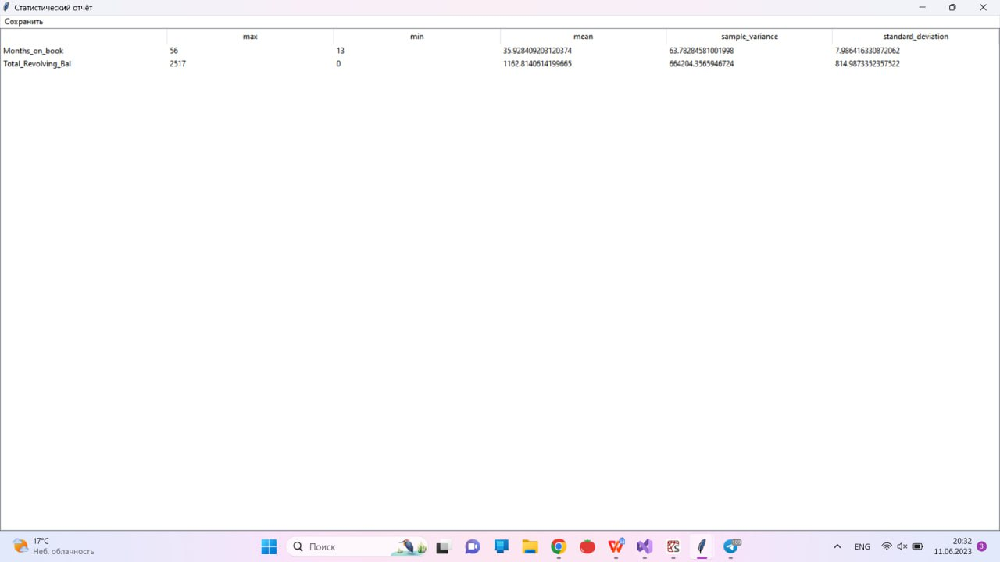 Статистический отчёт
Сохранить
max min mean sample_variance standard_deviation
Months_on_book 56 13 35.928409203120374 63.78284581001998 7.986416330872062
Total_Revolving_Bal 2517 0 1162.8140614199665 664204.3565946724 814.9873352357522
17°C
Неб. облачность
Поиск
109
ENG
20:32
11.06.2023
3